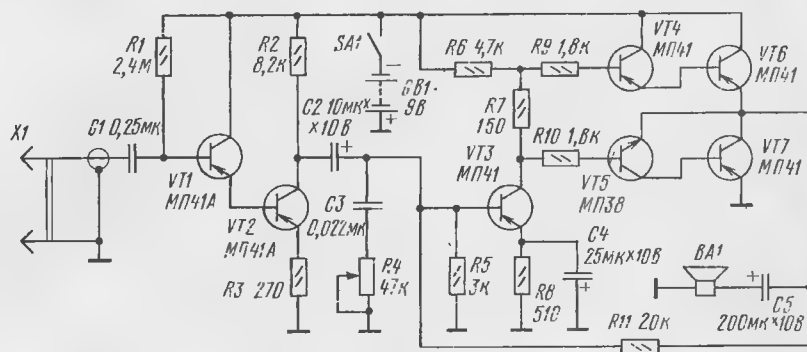 R1
2,4М
R2
8,2к
SA1
GB1
9В
C2 10мк
×10В
R6 4,7к
R9 1,8к
VT4
МП41
VT6
МП41
R7
150
X1
C1 0,25мк
VT1
МП41А
VT2
МП41А
C3
0,022мк
R3 270
R4
47к
VT3
МП41
R10 1,8к
VT5
МП38
VT7
МП41
R5
3к
R8
510
C4
25мк×10В
BA1
C5
200мк×10В
R11 20к